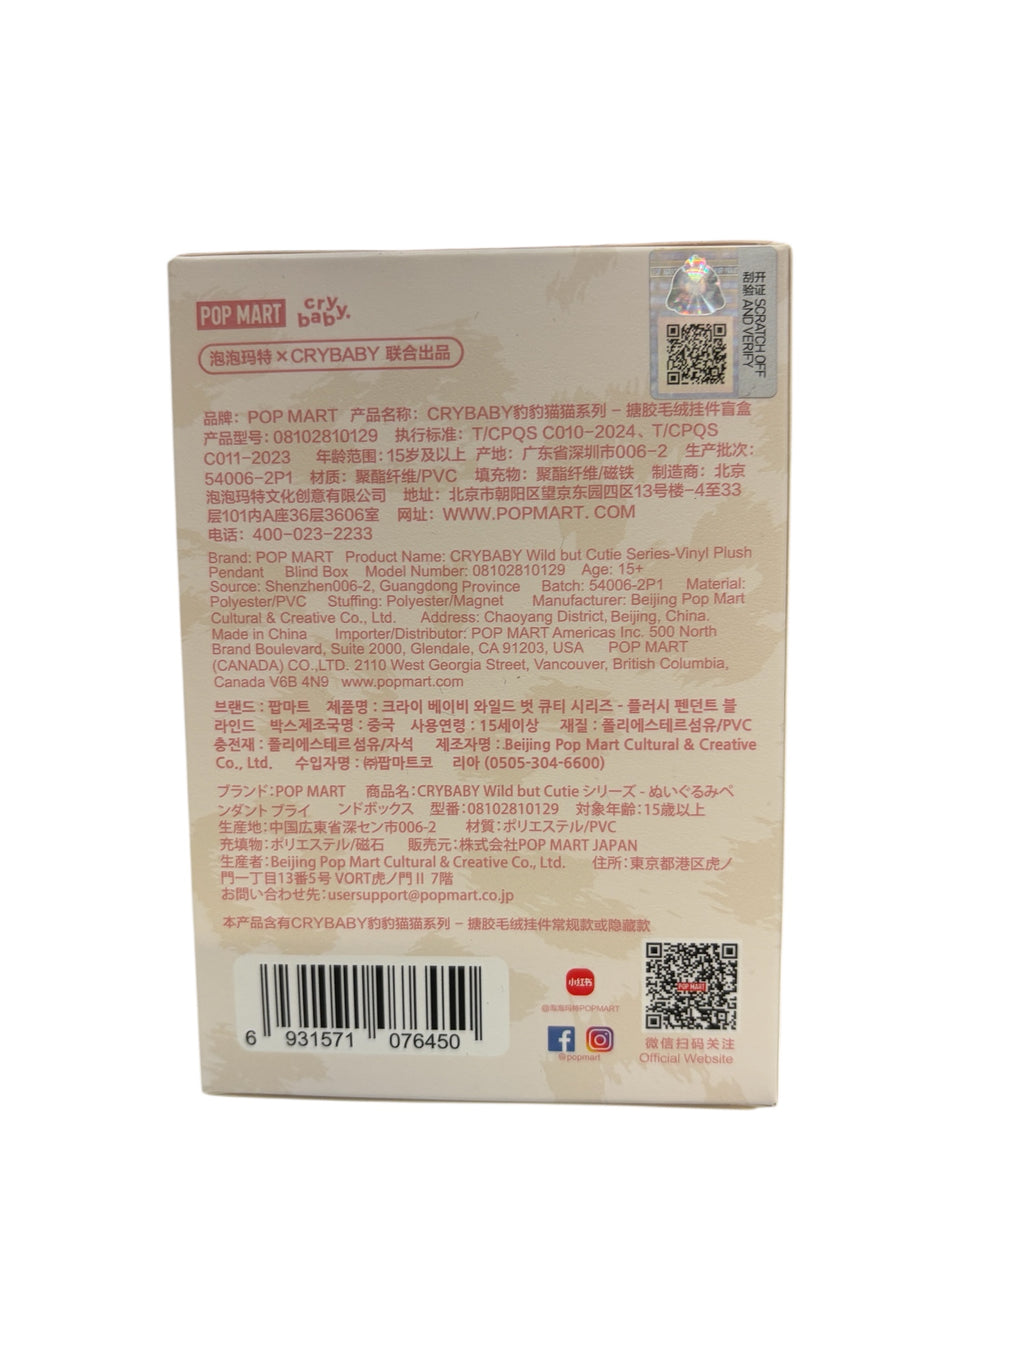 POP MART cry baby.
泡泡玛特×CRYBABY 联合出品
开证 SCRATCH OFF
刮验 AND VERIFY
品牌：POP MART 产品名称：CRYBABY豹豹猫猫系列 – 搪胶毛绒挂件盲盒
产品型号：08102810129 执行标准：T/CPQS C010-2024、T/CPQS
C011-2023 年龄范围：15岁及以上 产地：广东省深圳市006-2 生产批次：
54006-2P1 材质：聚酯纤维/PVC 填充物：聚酯纤维/磁铁 制造商：北京
泡泡玛特文化创意有限公司 地址：北京市朝阳区望京东园四区13号楼-4至33
层101内A座36层3606室 网址：WWW.POPMART.COM
电话：400-023-2233
Brand: POP MART Product Name: CRYBABY Wild but Cutie Series-Vinyl Plush
Pendant Blind Box Model Number: 08102810129 Age: 15+
Source: Shenzhen006-2, Guangdong Province Batch: 54006-2P1 Material:
Polyester/PVC Stuffing: Polyester/Magnet Manufacturer: Beijing Pop Mart
Cultural & Creative Co., Ltd. Address: Chaoyang District, Beijing, China.
Made in China Importer/Distributor: POP MART Americas Inc. 500 North
Brand Boulevard, Suite 2000, Glendale, CA 91203, USA POP MART
(CANADA) CO.,LTD. 2110 West Georgia Street, Vancouver, British Columbia,
Canada V6B 4N9 www.popmart.com
브랜드 : 팝마트 제품명 : 크라이 베이비 와일드 벗 큐티 시리즈 - 플러시 펜던트 블
라인드 박스제조국명 : 중국 사용연령 : 15세이상 재질 : 폴리에스테르섬유/PVC
충전재 : 폴리에스테르섬유/자석 제조자명 : Beijing Pop Mart Cultural & Creative
Co., Ltd. 수입자명 : ㈜팝마트코 리아 (0505-304-6600)
ブランド：POP MART 商品名：CRYBABY Wild but Cutie シリーズ - ぬいぐるみペ
ンダント ブライ ンドボックス 型番：08102810129 対象年齢：15歳以上
生産地：中国広東省深セン市006-2 材質：ポリエステル/PVC
充填物：ポリエステル/磁石 販売元：株式会社POP MART JAPAN
生産者：Beijing Pop Mart Cultural & Creative Co., Ltd. 住所：東京都港区虎ノ
門一丁目13番5号 VORT虎ノ門Ⅱ 7階
お問い合わせ先：usersupport@popmart.co.jp
本产品含有CRYBABY豹豹猫猫系列 – 搪胶毛绒挂件常规款或隐藏款
6 931571 076450
小红书
@泡泡玛特POPMART
@popmart
POP MART
微信扫码关注
Official Website